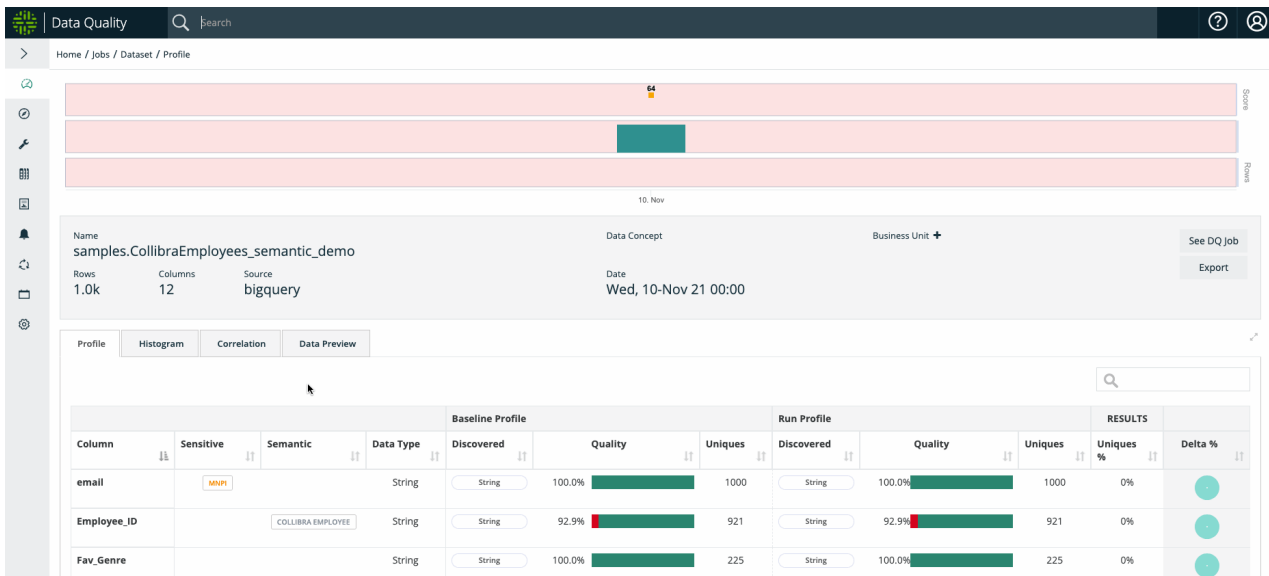 Data Quality
Search
Home / Jobs / Dataset / Profile
64
Score
Rows
10. Nov
Name
samples.CollibraEmployees_semantic_demo
Data Concept
Business Unit +
See DQ Job
Rows Columns Source
1.0k 12 bigquery
Date
Wed, 10-Nov 21 00:00
Export
Profile Histogram Correlation Data Preview
Baseline Profile Run Profile RESULTS
Column Sensitive Semantic Data Type Discovered Quality Uniques Discovered Quality Uniques Uniques % Delta %
email MNPI String String 100.0% 1000 String 100.0% 1000 0%
Employee_ID COLLIBRA EMPLOYEE String String 92.9% 921 String 92.9% 921 0%
Fav_Genre String String 100.0% 225 String 100.0% 225 0%